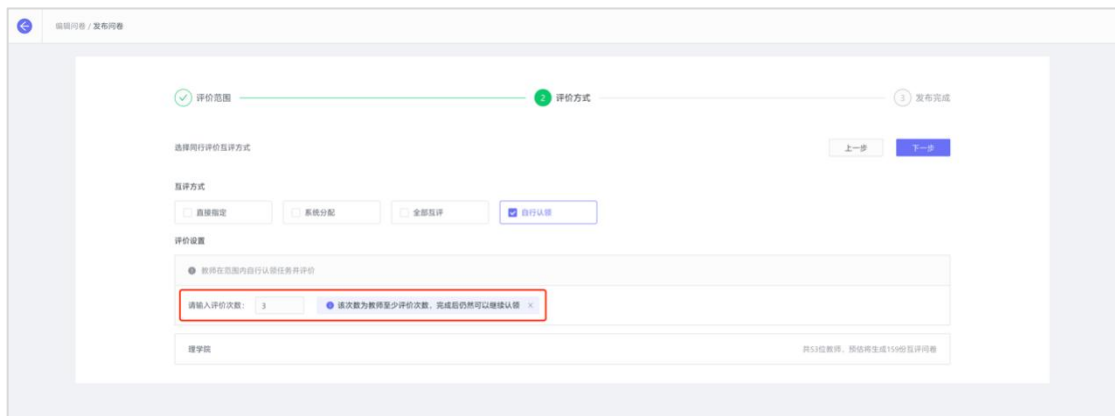 编辑问卷 / 发布问卷
评价范围
2 评价方式
3 发布完成
选择同行评价互评方式
上一步
下一步
互评方式
直接指定
系统分配
全部互评
自行认领
评价设置
教师在范围内自行认领任务并评价
请输入评价次数： 3 该次数为教师至少评价次数，完成后仍然可以继续认领 ×
理学院
共53位教师，预估将生成159份互评问卷